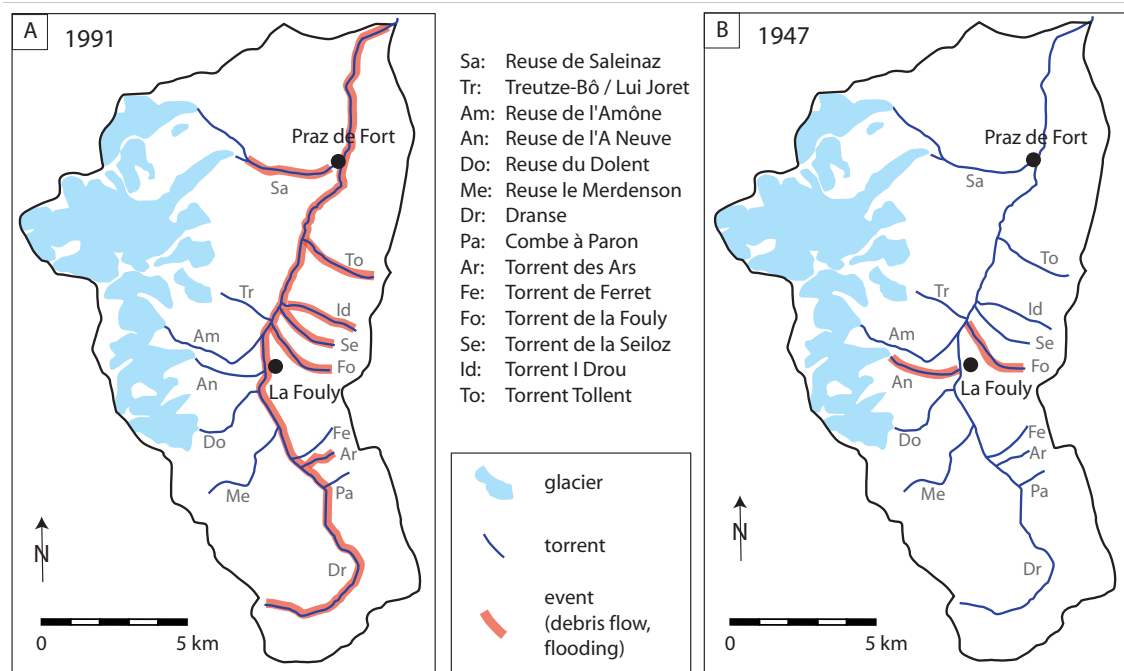 A
1991
Praz de Fort
Sa
To
Tr
Id
Am
Se
Fo
An
La Fouly
Do
Fe
Ar
Me
Pa
N
Dr
0
5 km
Sa: Reuse de Saleinaz
Tr: Treutze-Bô / Lui Joret
Am: Reuse de l'Amône
An: Reuse de l'A Neuve
Do: Reuse du Dolent
Me: Reuse le Merdenson
Dr: Dranse
Pa: Combe à Paron
Ar: Torrent des Ars
Fe: Torrent de Ferret
Fo: Torrent de la Fouly
Se: Torrent de la Seiloz
Id: Torrent I Drou
To: Torrent Tollent
glacier
torrent
event
(debris flow,
flooding)
B
1947
Praz de Fort
Sa
To
Tr
Id
Am
Se
Fo
An
La Fouly
Do
Fe
Ar
Me
Pa
N
Dr
0
5 km